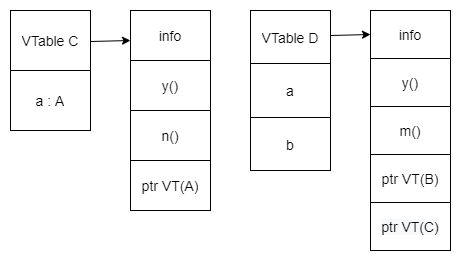 VTable C
a : A
info
y()
n()
ptr VT(A)
VTable D
a
b
info
y()
m()
ptr VT(B)
ptr VT(C)